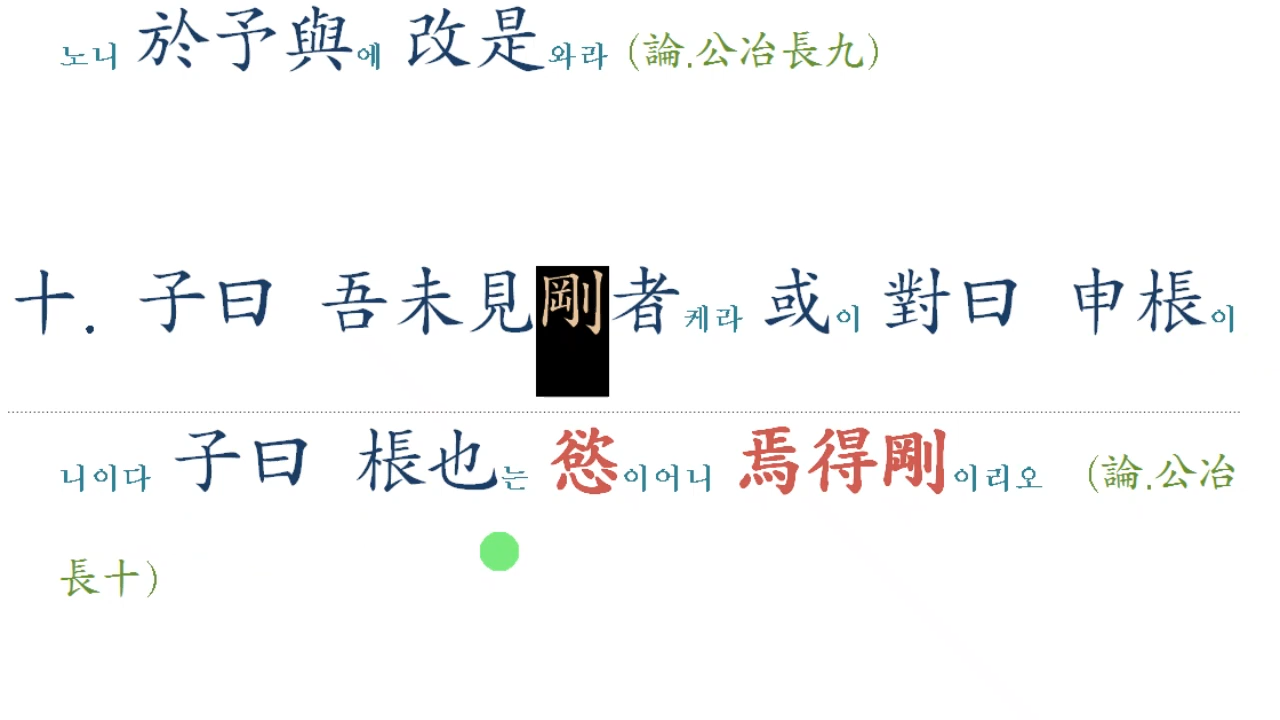 노니 於予與에 改是와라 (論.公冶長九)
十. 子曰 吾未見剛者케라 或이 對曰 申棖이
니이다 子曰 棖也는 慾이어니 焉得剛이리오 (論.公冶
長十)